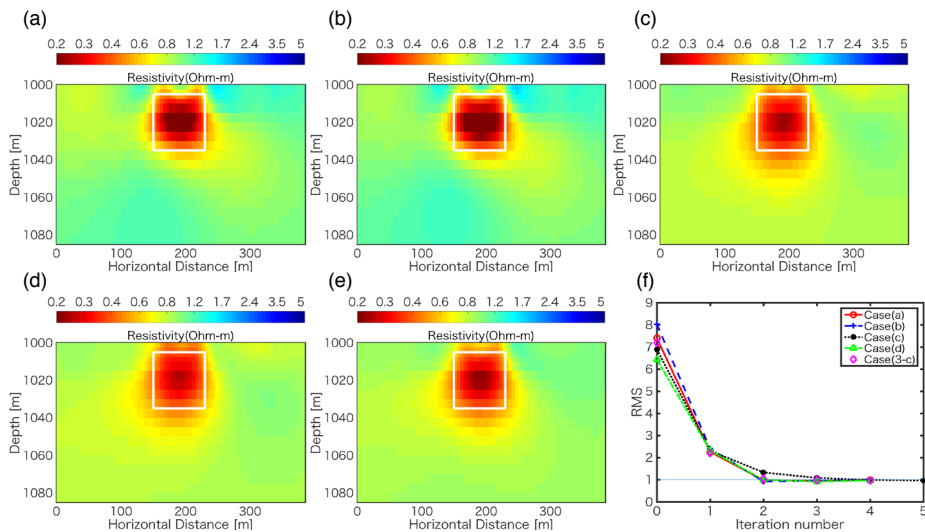 (a)
0.2 0.3 0.4 0.6 0.8 1.2 1.7 2.4 3.5 5
Resistivity(Ohm-m)
1000
1020
1040
1060
1080
Depth [m]
0 100 200 300
Horizontal Distance [m]
(b)
0.2 0.3 0.4 0.6 0.8 1.2 1.7 2.4 3.5 5
Resistivity(Ohm-m)
1000
1020
1040
1060
1080
Depth [m]
0 100 200 300
Horizontal Distance [m]
(c)
0.2 0.3 0.4 0.6 0.8 1.2 1.7 2.4 3.5 5
Resistivity(Ohm-m)
1000
1020
1040
1060
1080
Depth [m]
0 100 200 300
Horizontal Distance [m]
(d)
0.2 0.3 0.4 0.6 0.8 1.2 1.7 2.4 3.5 5
Resistivity(Ohm-m)
1000
1020
1040
1060
1080
Depth [m]
0 100 200 300
Horizontal Distance [m]
(e)
0.2 0.3 0.4 0.6 0.8 1.2 1.7 2.4 3.5 5
Resistivity(Ohm-m)
1000
1020
1040
1060
1080
Depth [m]
0 100 200 300
Horizontal Distance [m]
(f)
9
8
7
6
5
4
3
2
1
0
RMS
Case(a)
Case(b)
Case(c)
Case(d)
Case(3-c)
0 1 2 3 4 5
Iteration number